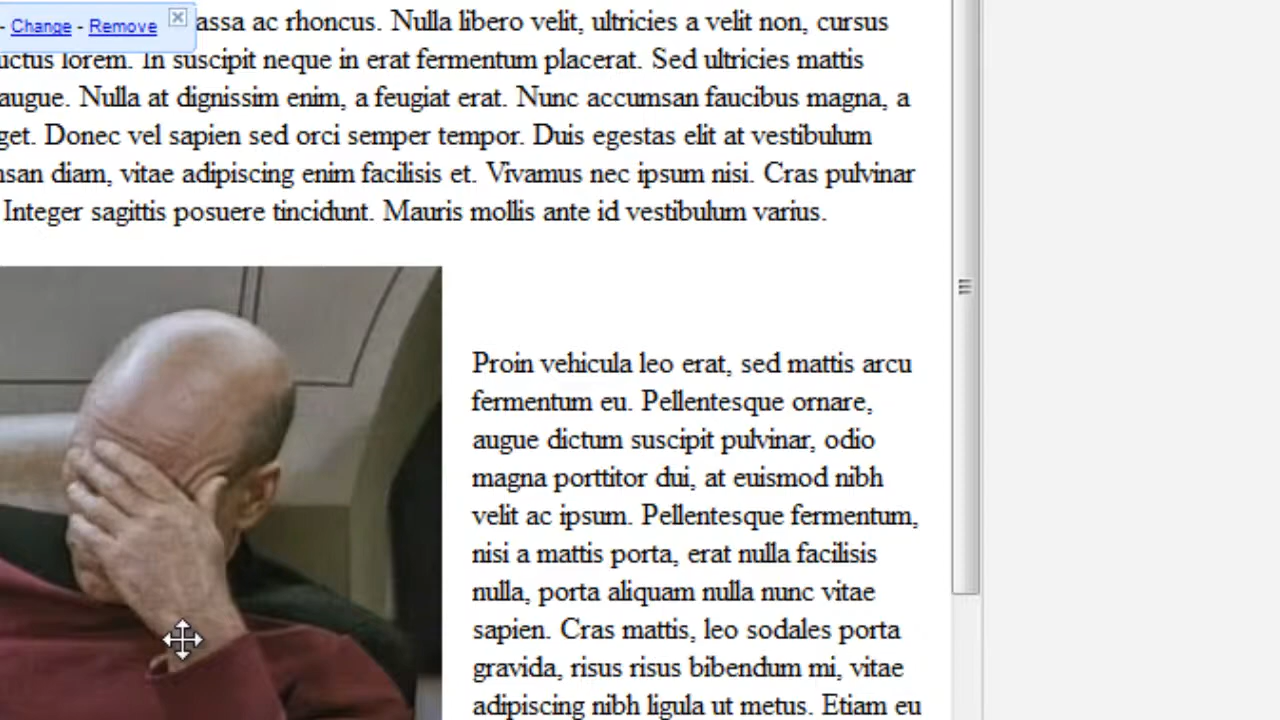 - Change - Remove
assa ac rhoncus. Nulla libero velit, ultricies a velit non, cursus
uctus lorem. In suscipit neque in erat fermentum placerat. Sed ultricies mattis
augue. Nulla at dignissim enim, a feugiat erat. Nunc accumsan faucibus magna, a
get. Donec vel sapien sed orci semper tempor. Duis egestas elit at vestibulum
nsan diam, vitae adipiscing enim facilisis et. Vivamus nec ipsum nisi. Cras pulvinar
Integer sagittis posuere tincidunt. Mauris mollis ante id vestibulum varius.
Proin vehicula leo erat, sed mattis arcu
fermentum eu. Pellentesque ornare,
augue dictum suscipit pulvinar, odio
magna porttitor dui, at euismod nibh
velit ac ipsum. Pellentesque fermentum,
nisi a mattis porta, erat nulla facilisis
nulla, porta aliquam nulla nunc vitae
sapien. Cras mattis, leo sodales porta
gravida, risus risus bibendum mi, vitae
adipiscing nibh ligula ut metus. Etiam eu